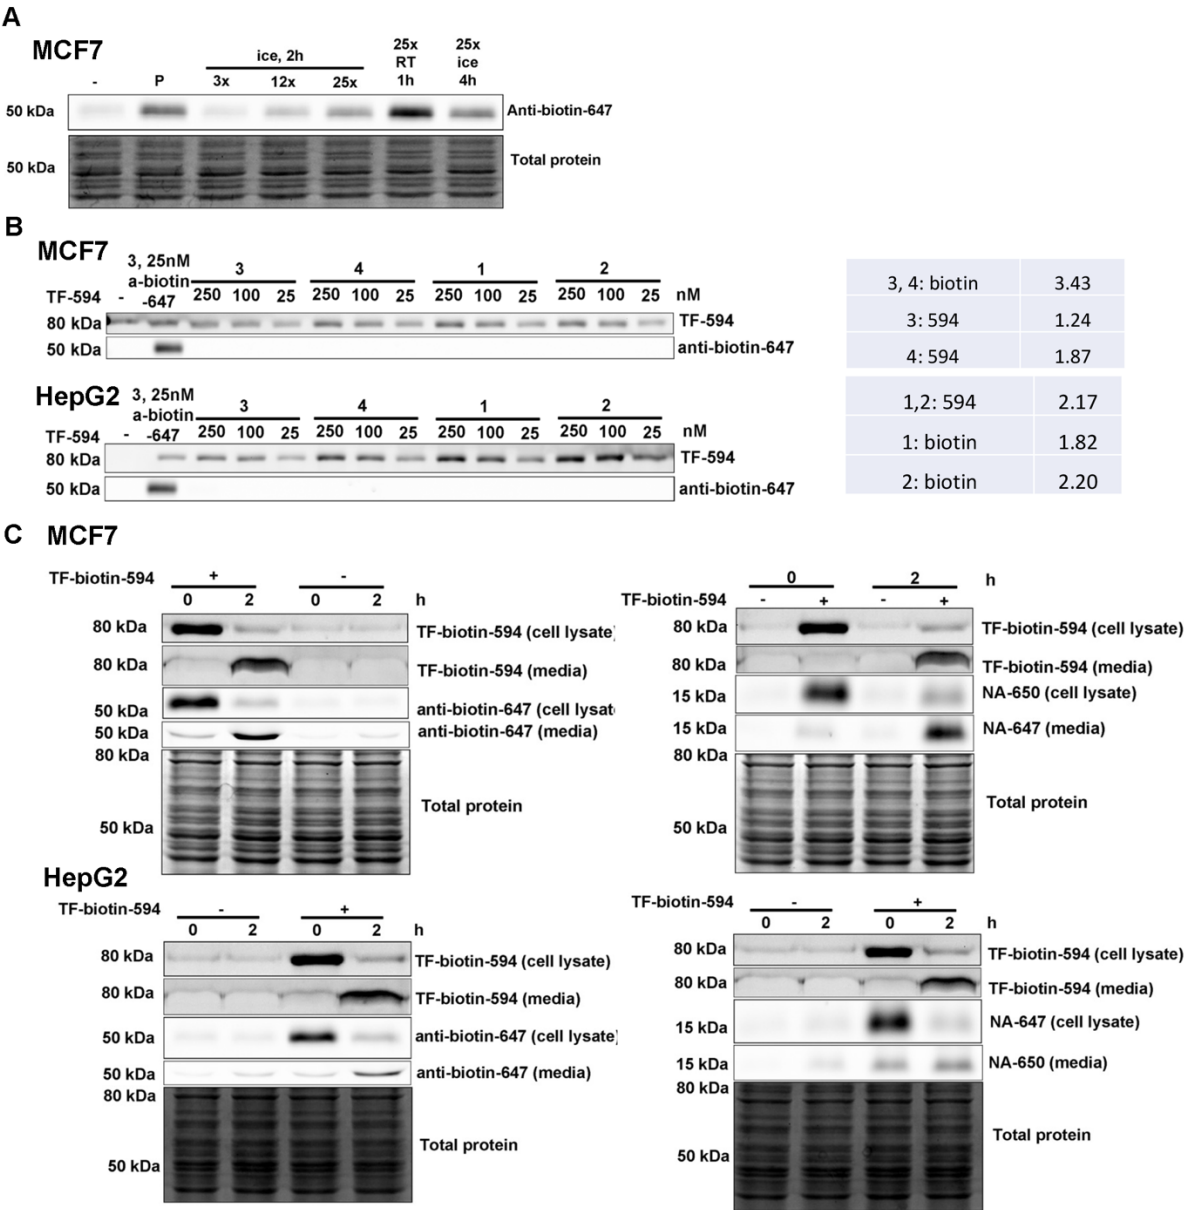 A
MCF7
ice, 2h
25x RT 1h
25x ice 4h
- P 3x 12x 25x
50 kDa
Anti-biotin-647
50 kDa
Total protein
B
MCF7
3, 25nM
a-biotin
-647
3 4 1 2
TF-594 - 250 100 25 250 100 25 250 100 25 250 100 25 nM
80 kDa TF-594
50 kDa anti-biotin-647
HepG2
3, 25nM
a-biotin
-647
3 4 1 2
TF-594 - 250 100 25 250 100 25 250 100 25 250 100 25 nM
80 kDa TF-594
50 kDa anti-biotin-647
3, 4: biotin 3.43
3: 594 1.24
4: 594 1.87
1,2: 594 2.17
1: biotin 1.82
2: biotin 2.20
C
MCF7
TF-biotin-594 + -
0 2 0 2 h
80 kDa TF-biotin-594 (cell lysate
80 kDa TF-biotin-594 (media)
50 kDa anti-biotin-647 (cell lysat
50 kDa anti-biotin-647 (media)
80 kDa
Total protein
50 kDa
0 2 h
TF-biotin-594 - + - +
80 kDa TF-biotin-594 (cell lysate)
80 kDa TF-biotin-594 (media)
15 kDa NA-650 (cell lysate)
15 kDa NA-647 (media)
80 kDa
Total protein
50 kDa
HepG2
TF-biotin-594 - +
0 2 0 2 h
80 kDa TF-biotin-594 (cell lysate)
80 kDa TF-biotin-594 (media)
50 kDa anti-biotin-647 (cell lysate)
50 kDa anti-biotin-647 (media)
80 kDa
Total protein
50 kDa
TF-biotin-594 - +
0 2 0 2 h
80 kDa TF-biotin-594 (cell lysate)
80 kDa TF-biotin-594 (media)
15 kDa NA-647 (cell lysate)
15 kDa NA-650 (media)
80 kDa
Total protein
50 kDa